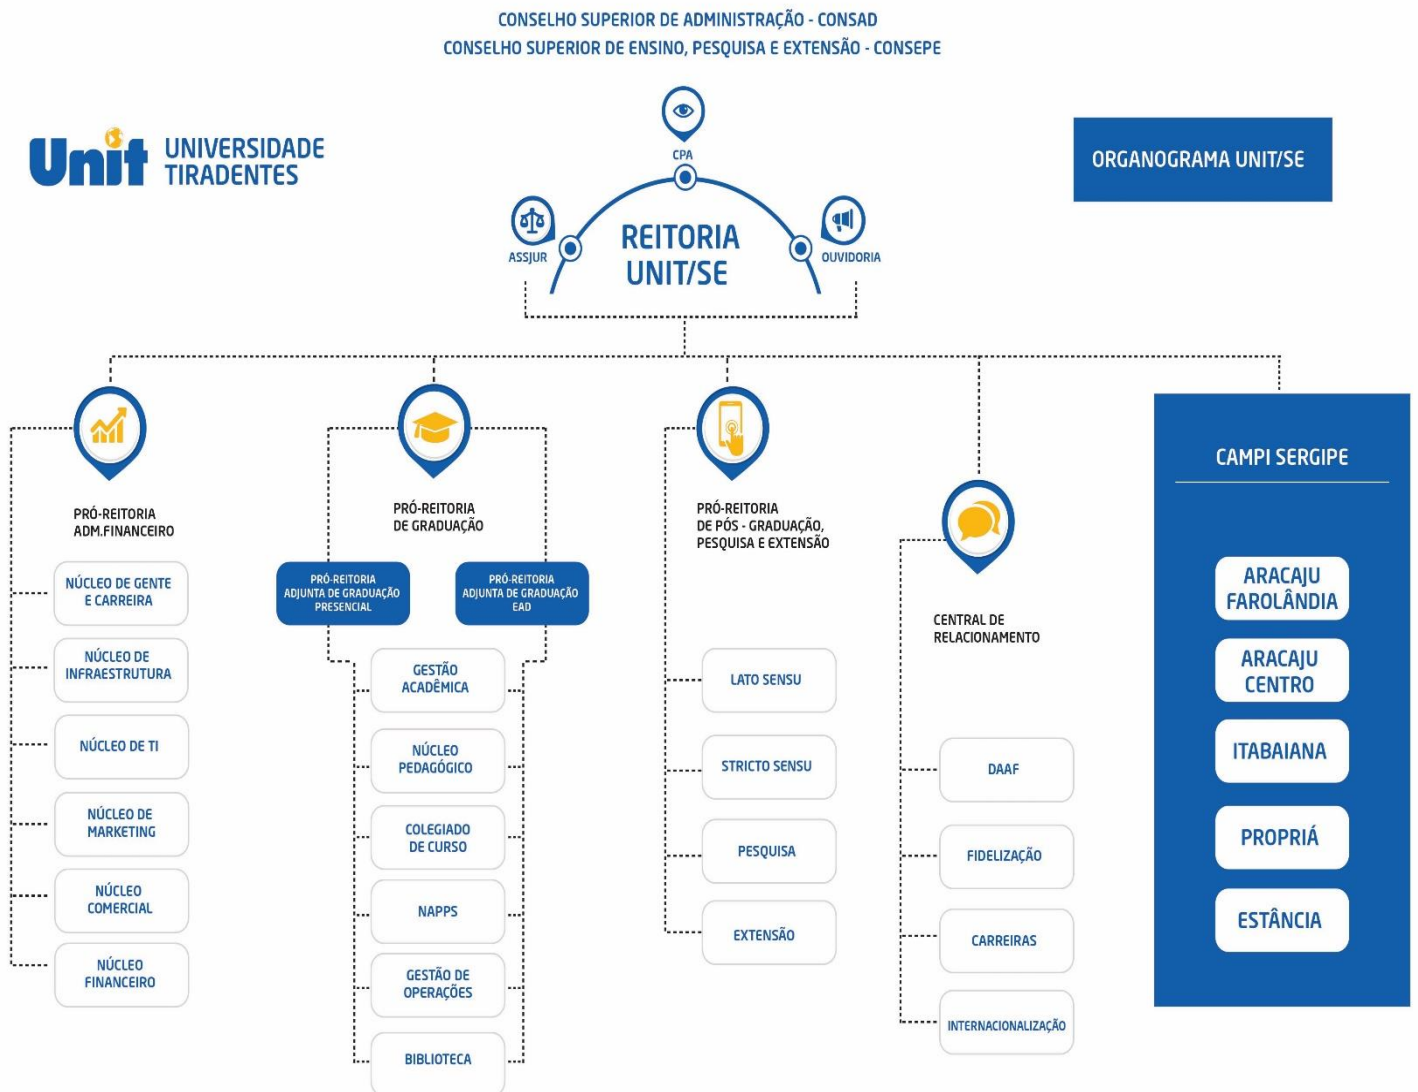 CONSELHO SUPERIOR DE ADMINISTRAÇÃO - CONSAD
CONSELHO SUPERIOR DE ENSINO, PESQUISA E EXTENSÃO - CONSEPE
Unit
UNIVERSIDADE
TIRADENTES
ORGANOGRAMA UNIT/SE
CPA
ASSJUR
OUVIDORIA
REITORIA
UNIT/SE
PRÓ-REITORIA
ADM.FINANCEIRO
NÚCLEO DE GENTE
E CARREIRA
NÚCLEO DE
INFRAESTRUTURA
NÚCLEO DE TI
NÚCLEO DE
MARKETING
NÚCLEO
COMERCIAL
NÚCLEO
FINANCEIRO
PRÓ-REITORIA
DE GRADUAÇÃO
PRÓ-REITORIA
ADJUNTA DE GRADUAÇÃO
PRESENCIAL
PRÓ-REITORIA
ADJUNTA DE GRADUAÇÃO
EAD
GESTÃO
ACADÊMICA
NÚCLEO
PEDAGÓGICO
COLEGIADO
DE CURSO
NAPPS
GESTÃO DE
OPERAÇÕES
BIBLIOTECA
PRÓ-REITORIA
DE PÓS - GRADUAÇÃO,
PESQUISA E EXTENSÃO
LATO SENSU
STRICTO SENSU
PESQUISA
EXTENSÃO
CENTRAL DE
RELACIONAMENTO
DAAF
FIDELIZAÇÃO
CARREIRAS
INTERNACIONALIZAÇÃO
CAMPI SERGIPE
ARACAJU
FAROLÂNDIA
ARACAJU
CENTRO
ITABAIANA
PROPRIÁ
ESTÂNCIA